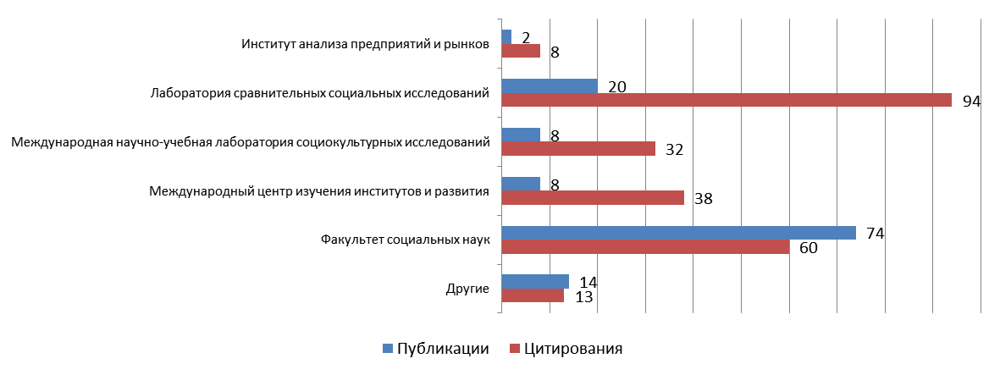 Институт анализа предприятий и рынков
2
8
Лаборатория сравнительных социальных исследований
20
94
Международная научно-учебная лаборатория социокультурных исследований
8
32
Международный центр изучения институтов и развития
8
38
Факультет социальных наук
74
60
Другие
14
13
Публикации
Цитирования